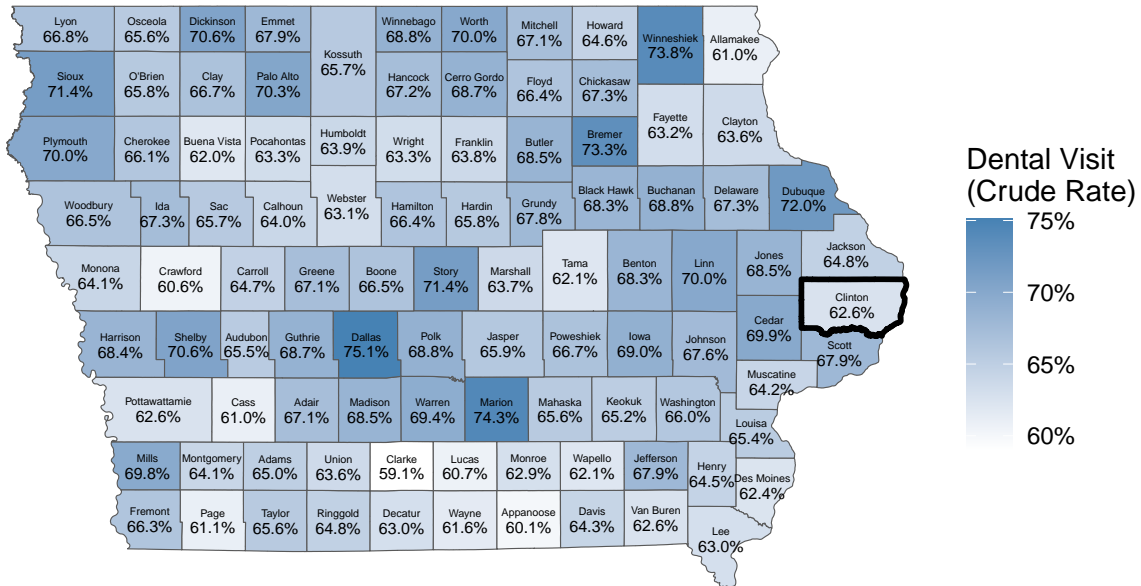 Lyon
66.8%
Osceola
65.6%
Dickinson
70.6%
Emmet
67.9%
Kossuth
65.7%
Winnebago
68.8%
Worth
70.0%
Mitchell
67.1%
Howard
64.6%
Winneshiek
73.8%
Allamakee
61.0%
Sioux
71.4%
O'Brien
65.8%
Clay
66.7%
Palo Alto
70.3%
Hancock
67.2%
Cerro Gordo
68.7%
Floyd
66.4%
Chickasaw
67.3%
Fayette
63.2%
Clayton
63.6%
Plymouth
70.0%
Cherokee
66.1%
Buena Vista
62.0%
Pocahontas
63.3%
Humboldt
63.9%
Wright
63.3%
Franklin
63.8%
Butler
68.5%
Bremer
73.3%
Woodbury
66.5%
Ida
67.3%
Sac
65.7%
Calhoun
64.0%
Webster
63.1%
Hamilton
66.4%
Hardin
65.8%
Grundy
67.8%
Black Hawk
68.3%
Buchanan
68.8%
Delaware
67.3%
Dubuque
72.0%
Monona
64.1%
Crawford
60.6%
Carroll
64.7%
Greene
67.1%
Boone
66.5%
Story
71.4%
Marshall
63.7%
Tama
62.1%
Benton
68.3%
Linn
70.0%
Jones
68.5%
Jackson
64.8%
Clinton
62.6%
Harrison
68.4%
Shelby
70.6%
Audubon
65.5%
Guthrie
68.7%
Dallas
75.1%
Polk
68.8%
Jasper
65.9%
Poweshiek
66.7%
Iowa
69.0%
Johnson
67.6%
Cedar
69.9%
Scott
67.9%
Muscatine
64.2%
Pottawattamie
62.6%
Cass
61.0%
Adair
67.1%
Madison
68.5%
Warren
69.4%
Marion
74.3%
Mahaska
65.6%
Keokuk
65.2%
Washington
66.0%
Louisa
65.4%
Mills
69.8%
Montgomery
64.1%
Adams
65.0%
Union
63.6%
Clarke
59.1%
Lucas
60.7%
Monroe
62.9%
Wapello
62.1%
Jefferson
67.9%
Henry
64.5%
Des Moines
62.4%
Fremont
66.3%
Page
61.1%
Taylor
65.6%
Ringgold
64.8%
Decatur
63.0%
Wayne
61.6%
Appanoose
60.1%
Davis
64.3%
Van Buren
62.6%
Lee
63.0%
Dental Visit
(Crude Rate)
75%
70%
65%
60%